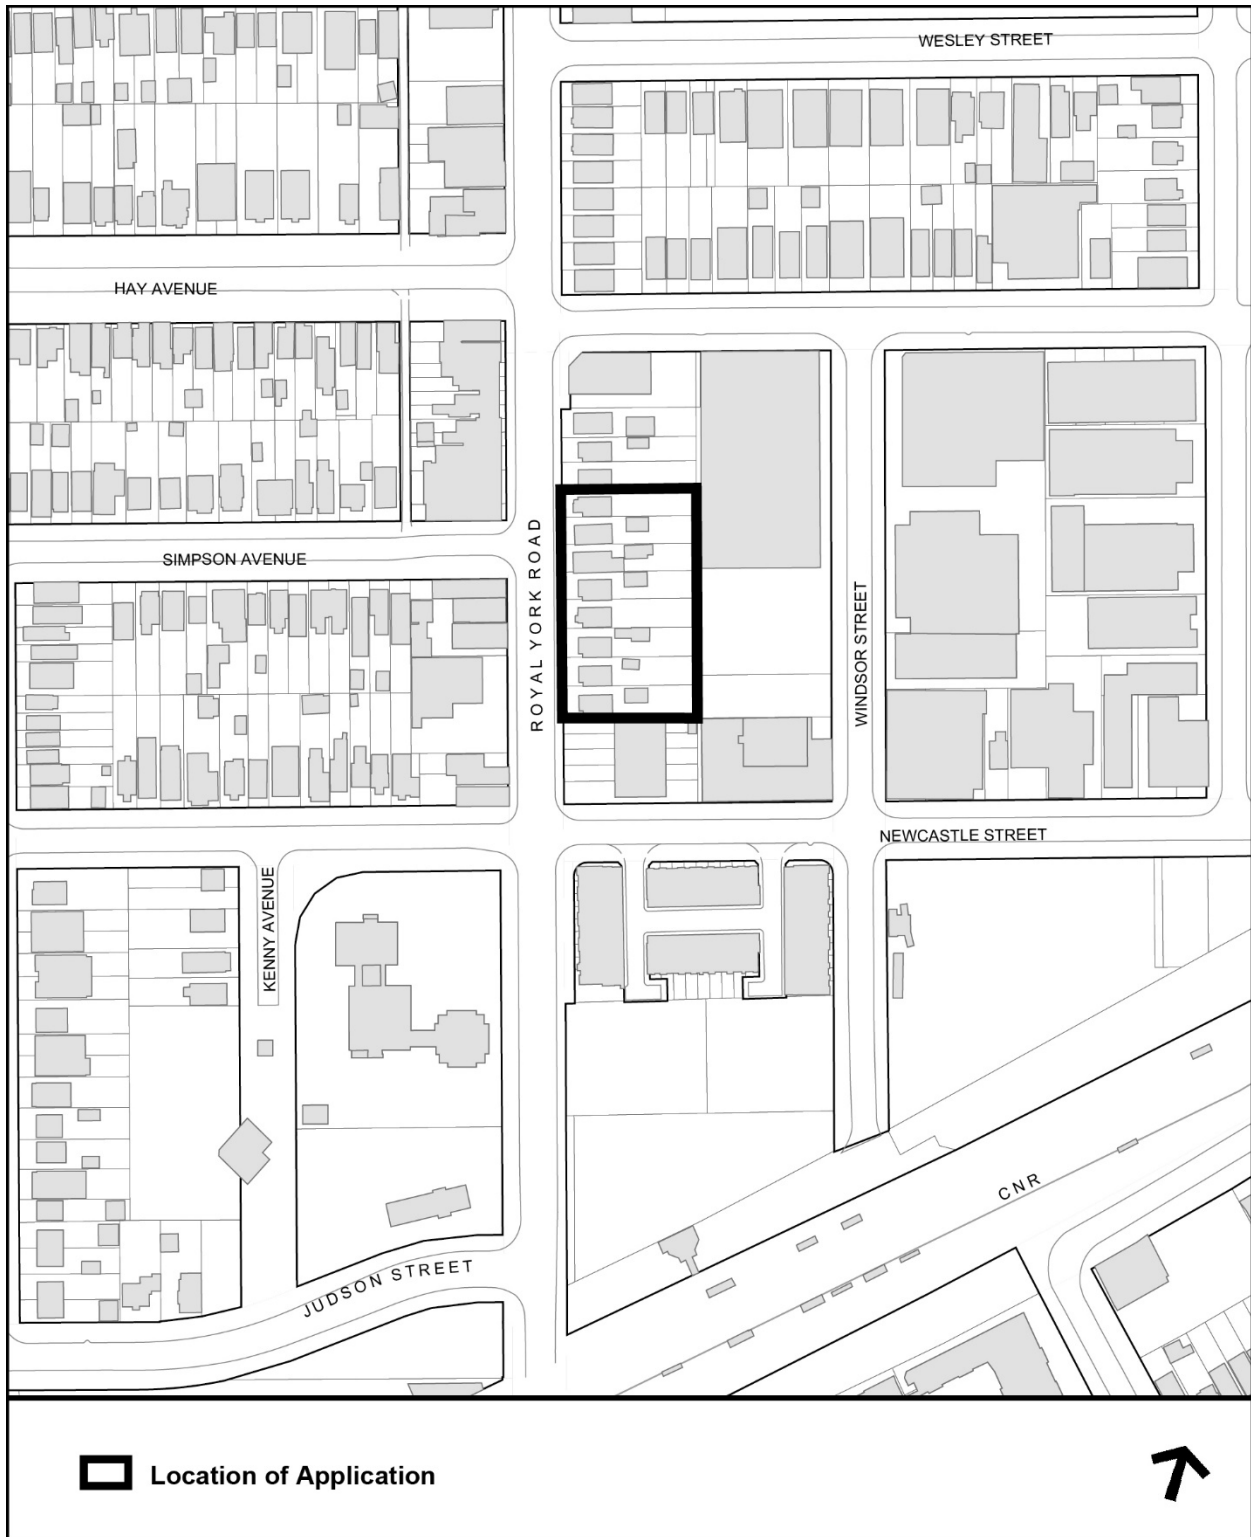 WESLEY STREET
HAY AVENUE
SIMPSON AVENUE
ROYAL YORK ROAD
WINDSOR STREET
NEWCASTLE STREET
KENNY AVENUE
CNR
JUDSON STREET
Location of Application